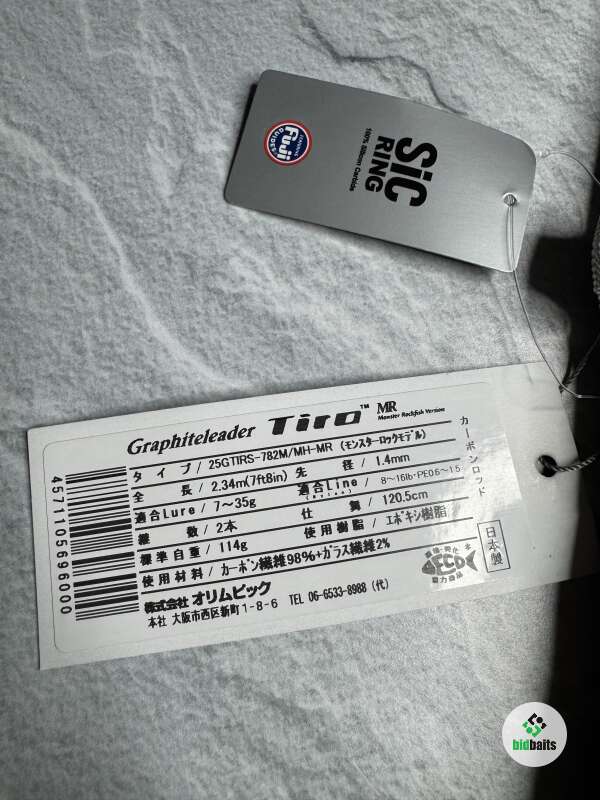 SiC
RING
100% Silicon Carbide
GENUINE
Fuji
GUIDES
Graphiteleader Tiro™ MR
Monster Rockfish Version
カーボンロッド
タイプ / 25GTIRS-782M/MH-MR (モンスターロックモデル)
全長 / 2.34m(7ft8in) 先径 / 1.4mm
適合Lure / 7〜35g 適合Line / 8〜16lb・PE0.6〜1.5
継数 / 2本 仕舞 / 120.5cm
標準自重 / 114g 使用樹脂 / エポキシ樹脂
使用材料 / カーボン繊維98%+ガラス繊維2%
株式会社 オリムピック
本社 大阪市西区新町1-8-6 TEL 06-6533-8988 (代)
日本製
4571105696000
bidbaits